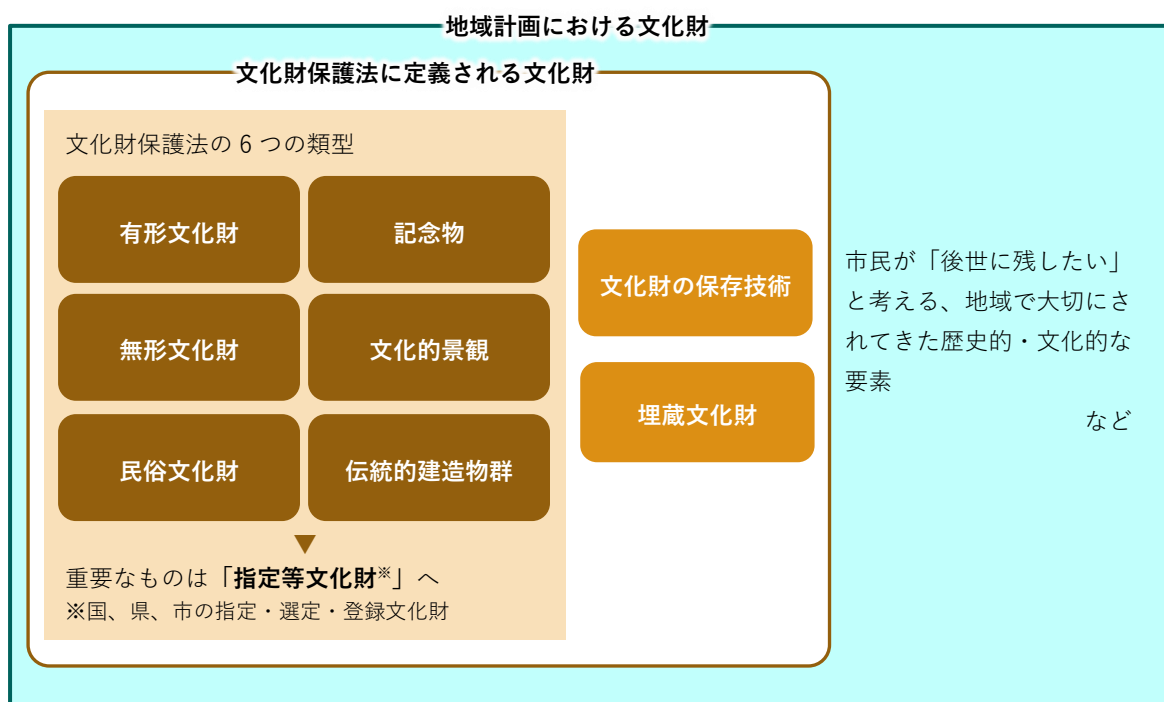 地域計画における文化財
文化財保護法に定義される文化財
文化財保護法の6つの類型
有形文化財
記念物
無形文化財
文化的景観
民俗文化財
伝統的建造物群
▼
重要なものは「指定等文化財※」へ
※国、県、市の指定・選定・登録文化財
文化財の保存技術
埋蔵文化財
市民が「後世に残したい」
と考える、地域で大切にさ
れてきた歴史的・文化的な
要素
など